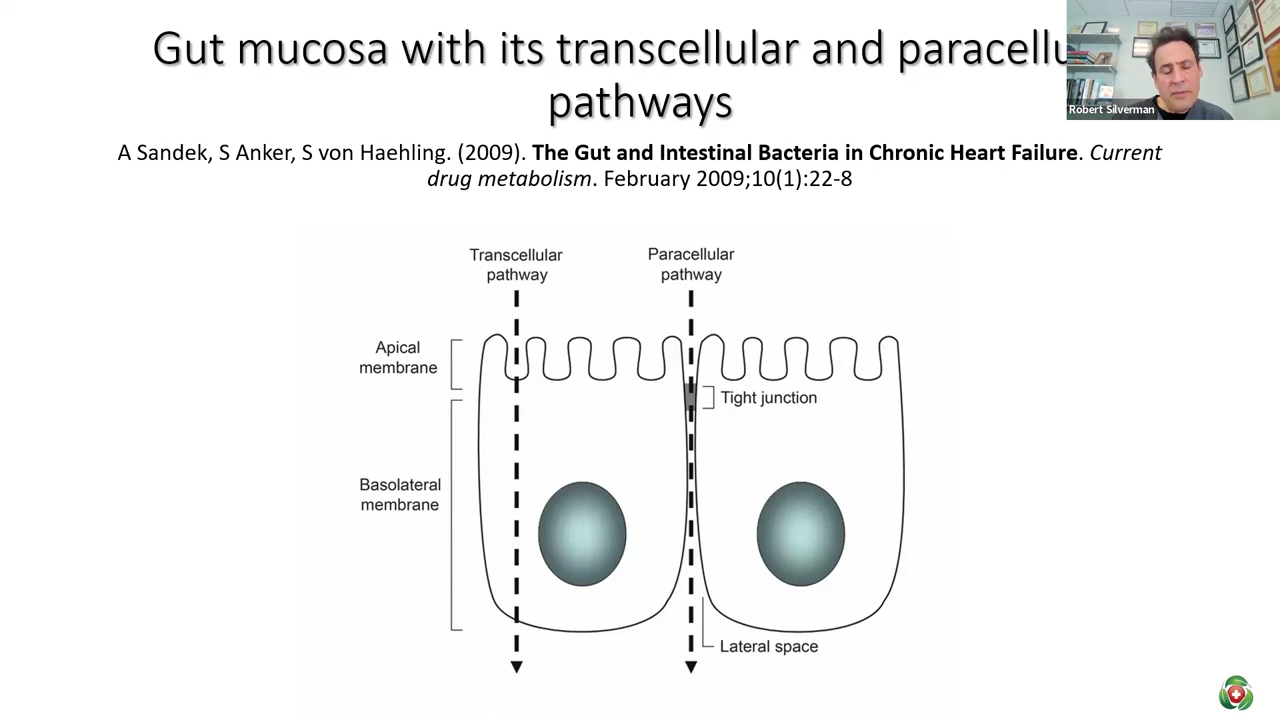 Gut mucosa with its transcellular and
pathways
Robert Silverman
A Sandek, S Anker, S von Haehling. (2009). The Gut and Intestinal Bacteria in Chronic Heart Failure. Current
drug metabolism. February 2009;10(1):22-8
Transcellular
pathway
Paracellular
pathway
Apical
membrane
Tight junction
Basolateral
membrane
Lateral space